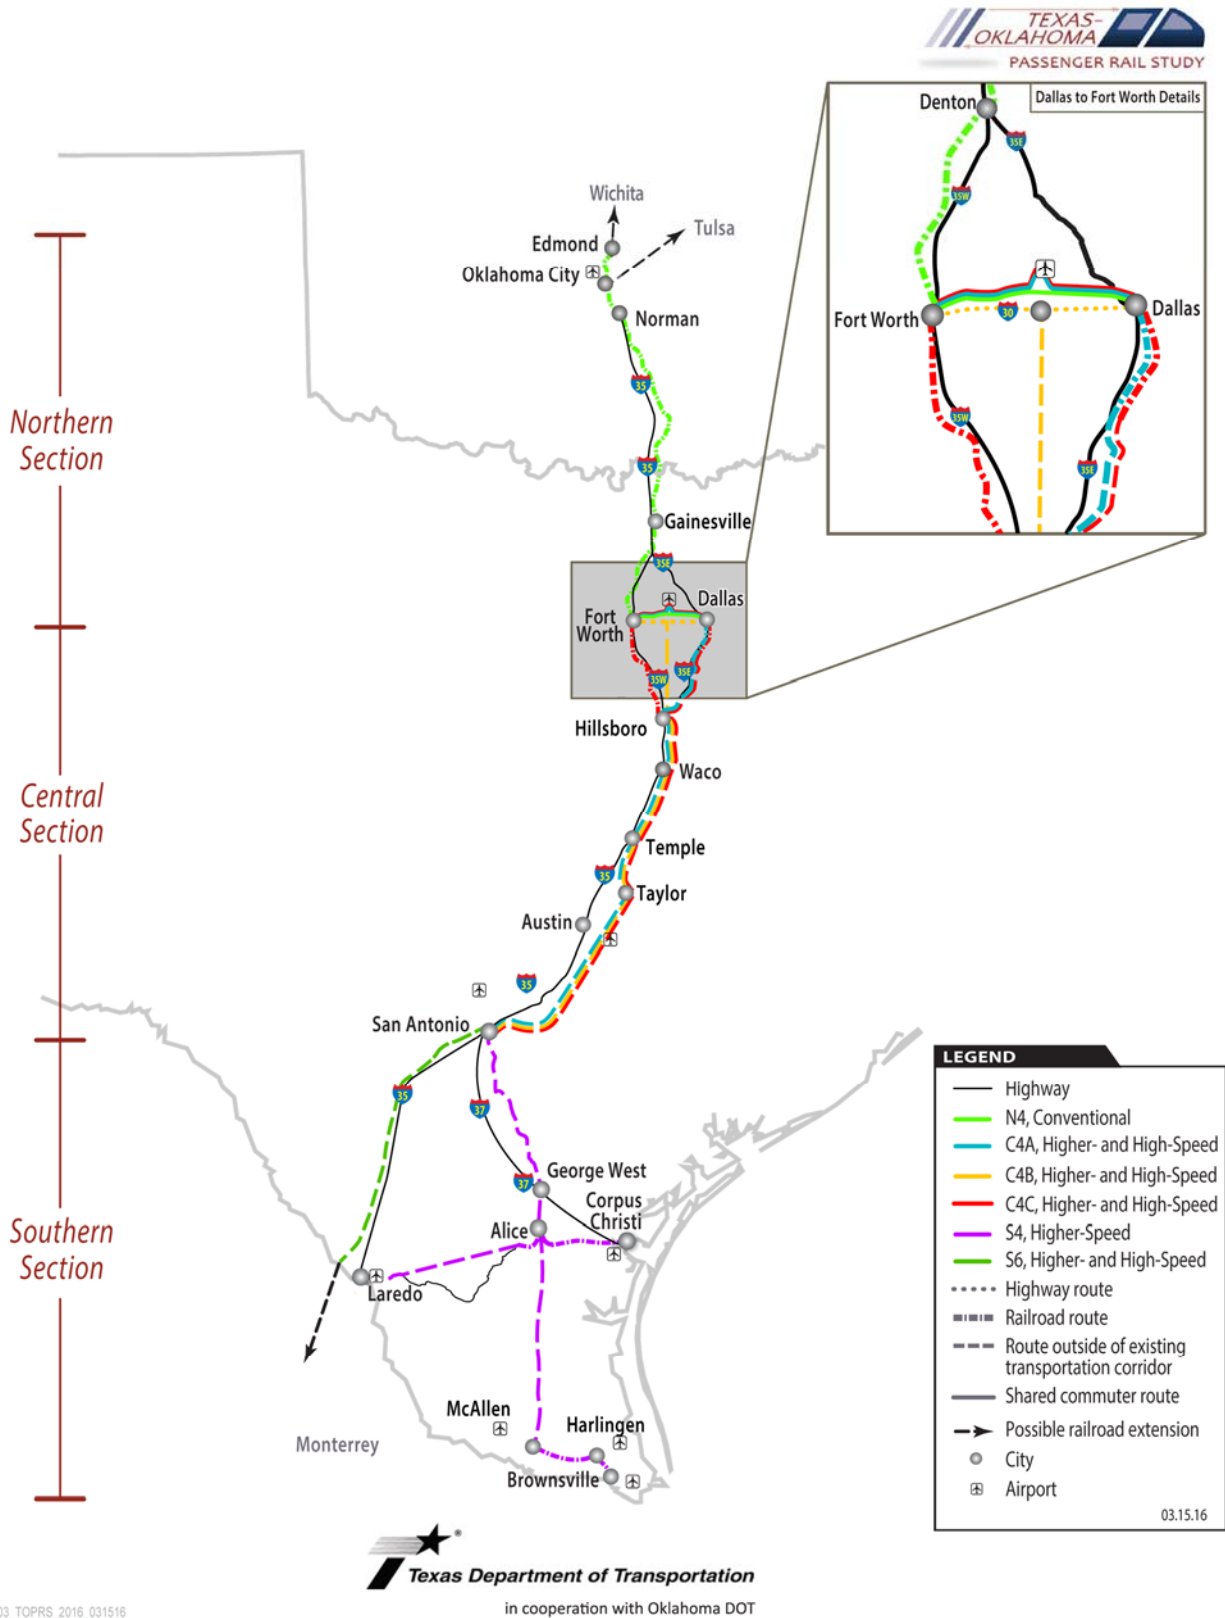 TEXAS-
OKLAHOMA
PASSENGER RAIL STUDY
Denton
Dallas to Fort Worth Details
35E
35W
Fort Worth
30
Dallas
35W
35E
Wichita
Tulsa
Edmond
Oklahoma City
Norman
35
Northern
Section
35
Gainesville
35E
Dallas
Fort
Worth
35W
35E
Hillsboro
Waco
Central
Section
Temple
35
Taylor
Austin
35
San Antonio
35
37
George West
37
Corpus
Christi
Alice
Southern
Section
Laredo
McAllen
Harlingen
Monterrey
Brownsville
LEGEND
Highway
N4, Conventional
C4A, Higher- and High-Speed
C4B, Higher- and High-Speed
C4C, Higher- and High-Speed
S4, Higher-Speed
S6, Higher- and High-Speed
Highway route
Railroad route
Route outside of existing
transportation corridor
Shared commuter route
Possible railroad extension
City
Airport
03.15.16
®
Texas Department of Transportation
in cooperation with Oklahoma DOT
03_TOPRS_2016_031516